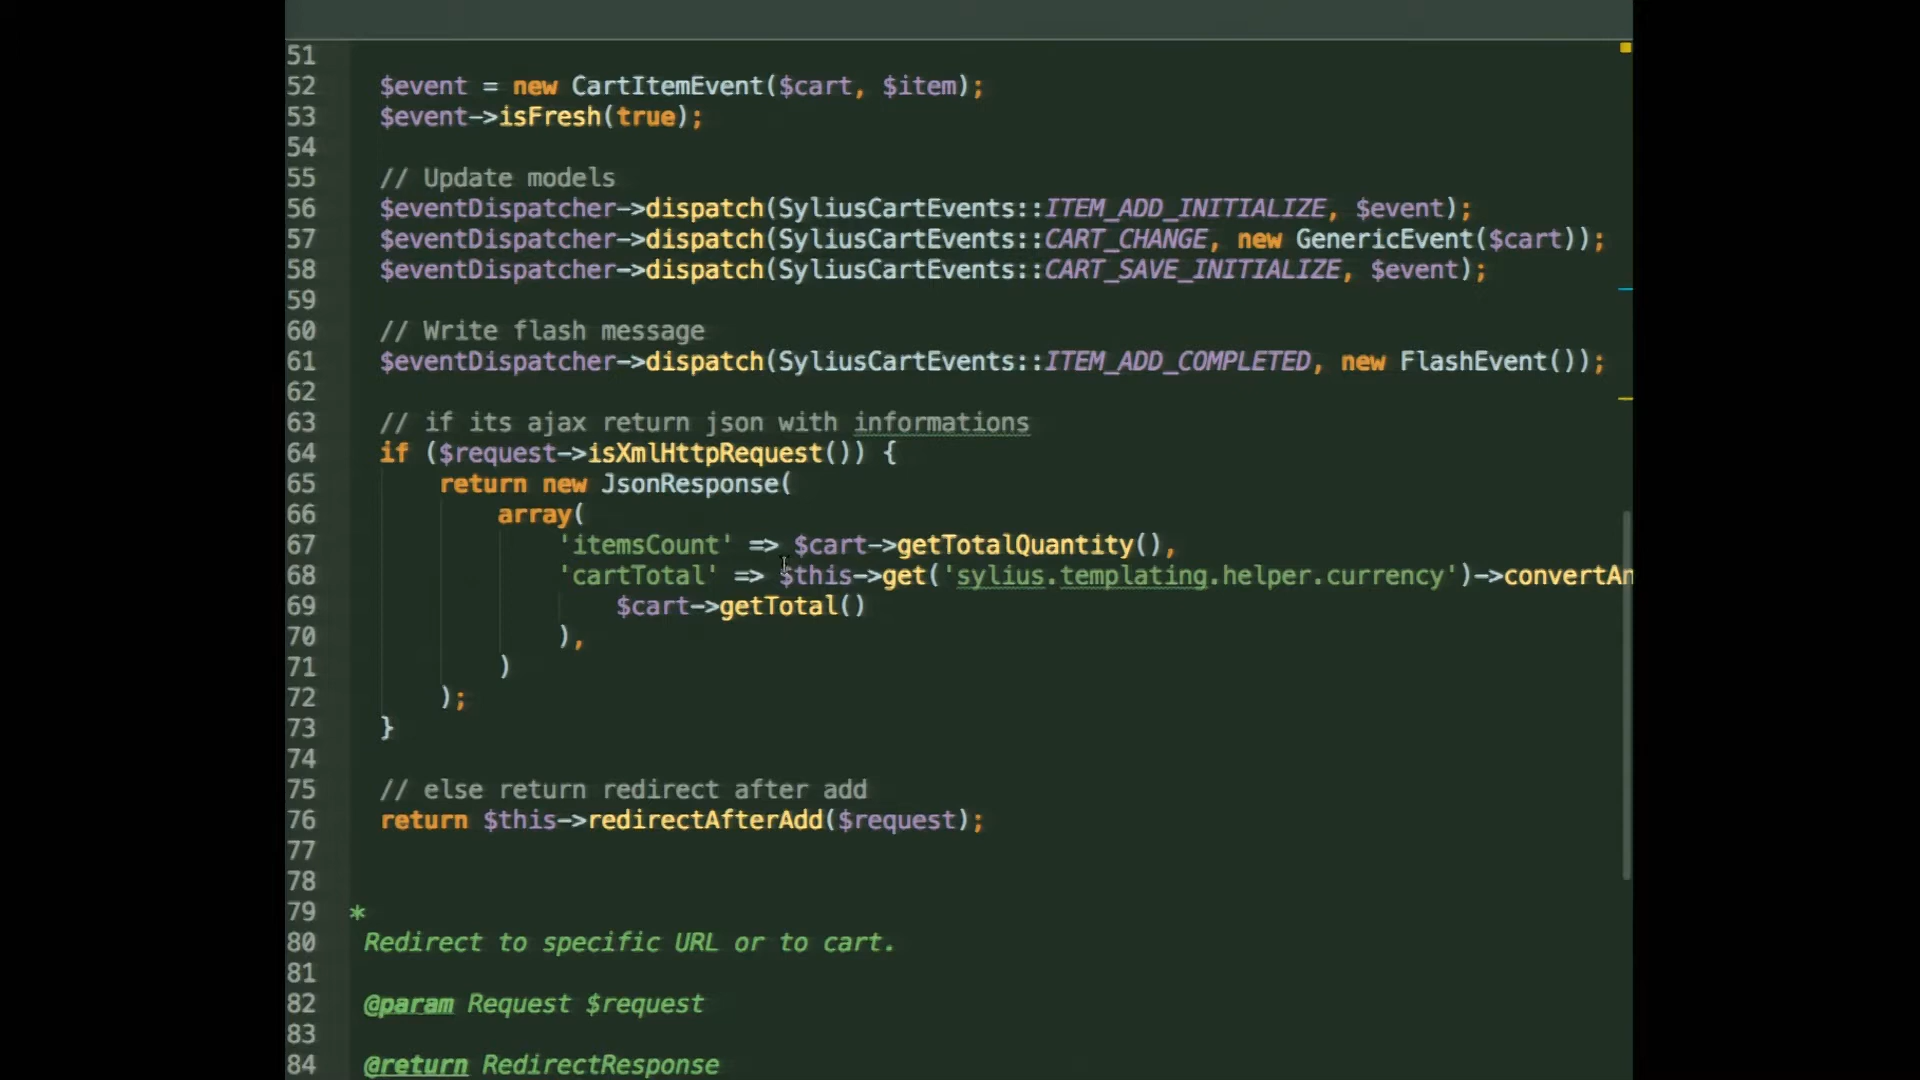 51
52 $event = new CartItemEvent($cart, $item);
53 $event->isFresh(true);
54
55 // Update models
56 $eventDispatcher->dispatch(SyliusCartEvents::ITEM_ADD_INITIALIZE, $event);
57 $eventDispatcher->dispatch(SyliusCartEvents::CART_CHANGE, new GenericEvent($cart));
58 $eventDispatcher->dispatch(SyliusCartEvents::CART_SAVE_INITIALIZE, $event);
59
60 // Write flash message
61 $eventDispatcher->dispatch(SyliusCartEvents::ITEM_ADD_COMPLETED, new FlashEvent());
62
63 // if its ajax return json with informations
64 if ($request->isXmlHttpRequest()) {
65 return new JsonResponse(
66 array(
67 'itemsCount' => $cart->getTotalQuantity(),
68 'cartTotal' => $this->get('sylius.templating.helper.currency')->convertAn
69 $cart->getTotal()
70 ),
71 )
72 );
73 }
74
75 // else return redirect after add
76 return $this->redirectAfterAdd($request);
77
78
79 *
80 Redirect to specific URL or to cart.
81
82 @param Request $request
83
84 @return RedirectResponse